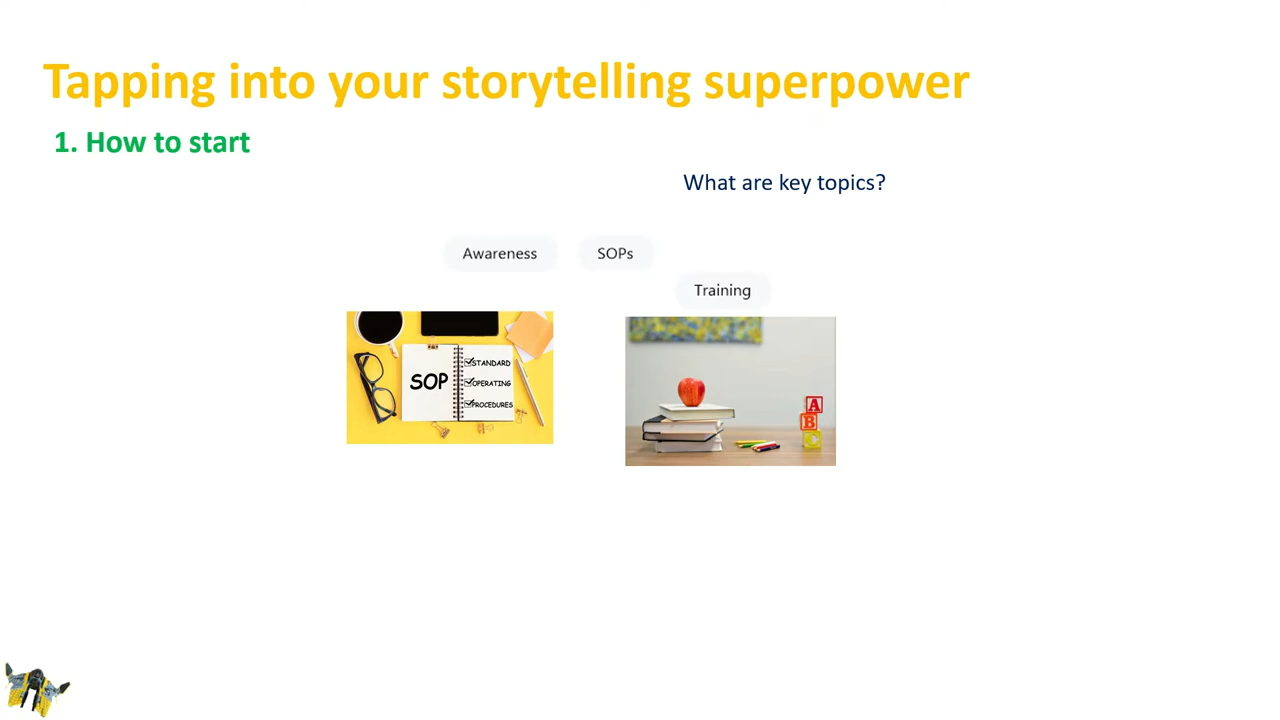 Tapping into your storytelling superpower
1. How to start
What are key topics?
Awareness
SOPs
Training
SOP
STANDARD
OPERATING
PROCEDURES
A
B
C